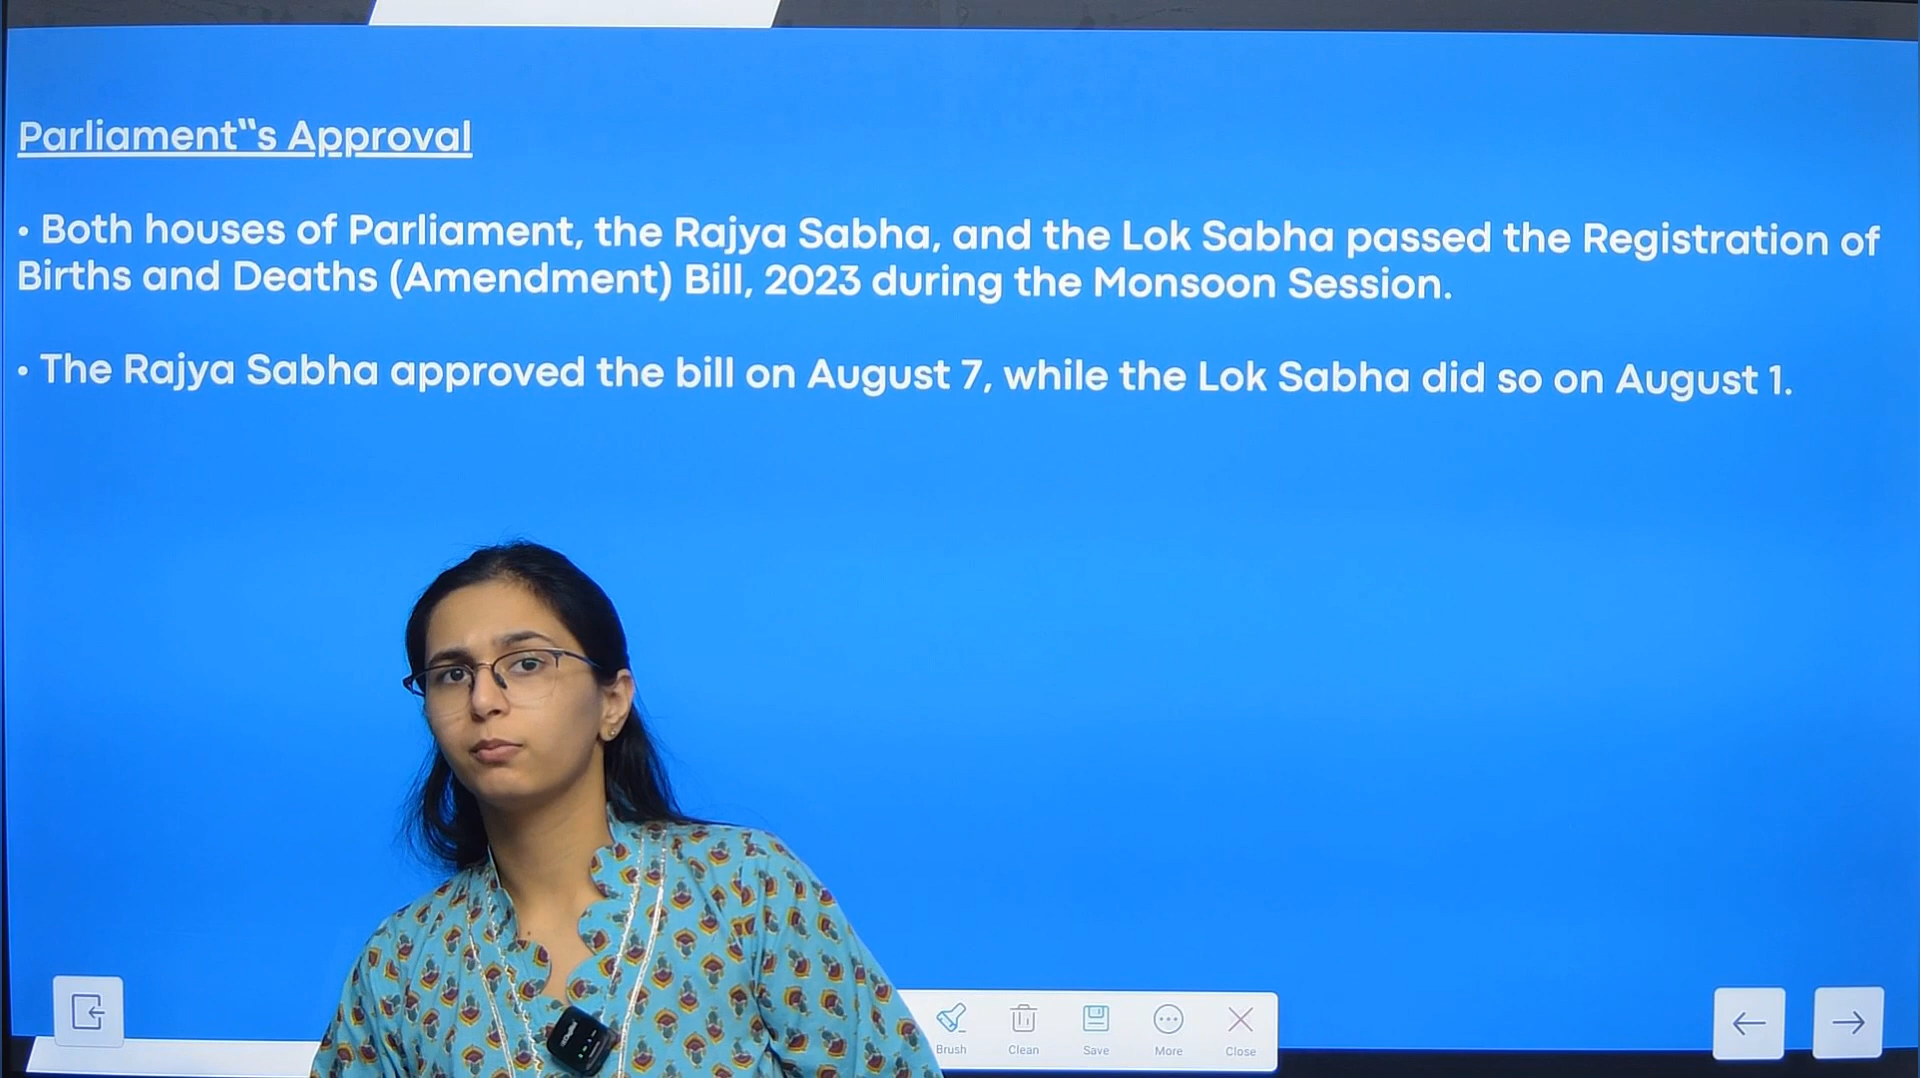 Parliament‟s Approval
• Both houses of Parliament, the Rajya Sabha, and the Lok Sabha passed the Registration of
Births and Deaths (Amendment) Bill, 2023 during the Monsoon Session.
• The Rajya Sabha approved the bill on August 7, while the Lok Sabha did so on August 1.
Brush Clean Save More Close